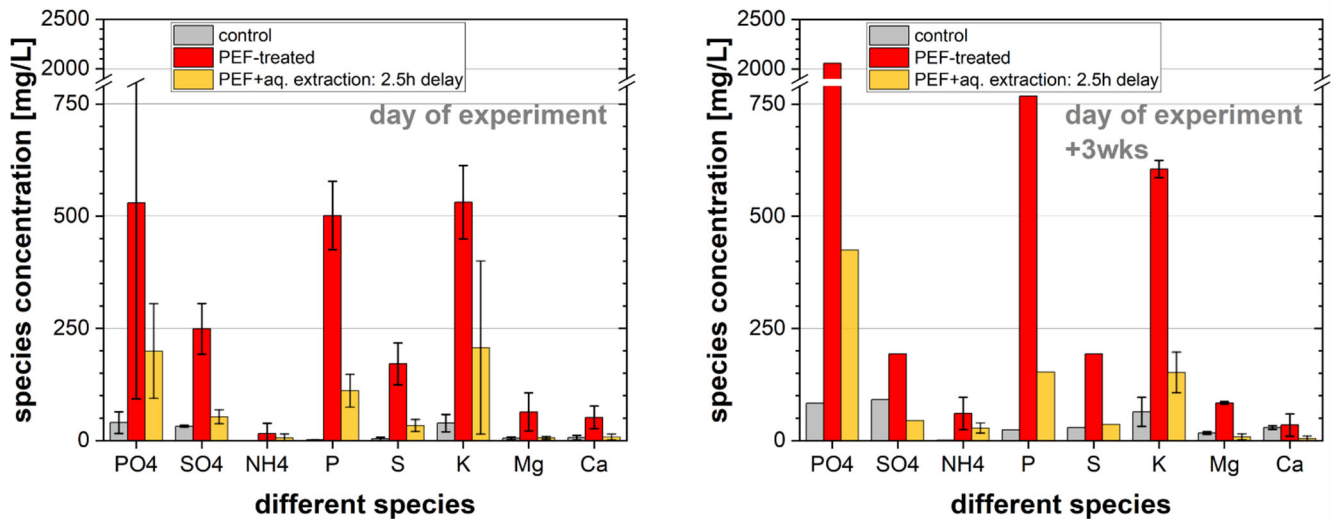 2500
2000
750
500
250
0
species concentration [mg/L]
control
PEF-treated
PEF+aq. extraction: 2.5h delay
day of experiment
PO4 SO4 NH4 P S K Mg Ca
different species
2500
2000
750
500
250
0
species concentration [mg/L]
control
PEF-treated
PEF+aq. extraction: 2.5h delay
day of experiment
+3wks
PO4 SO4 NH4 P S K Mg Ca
different species